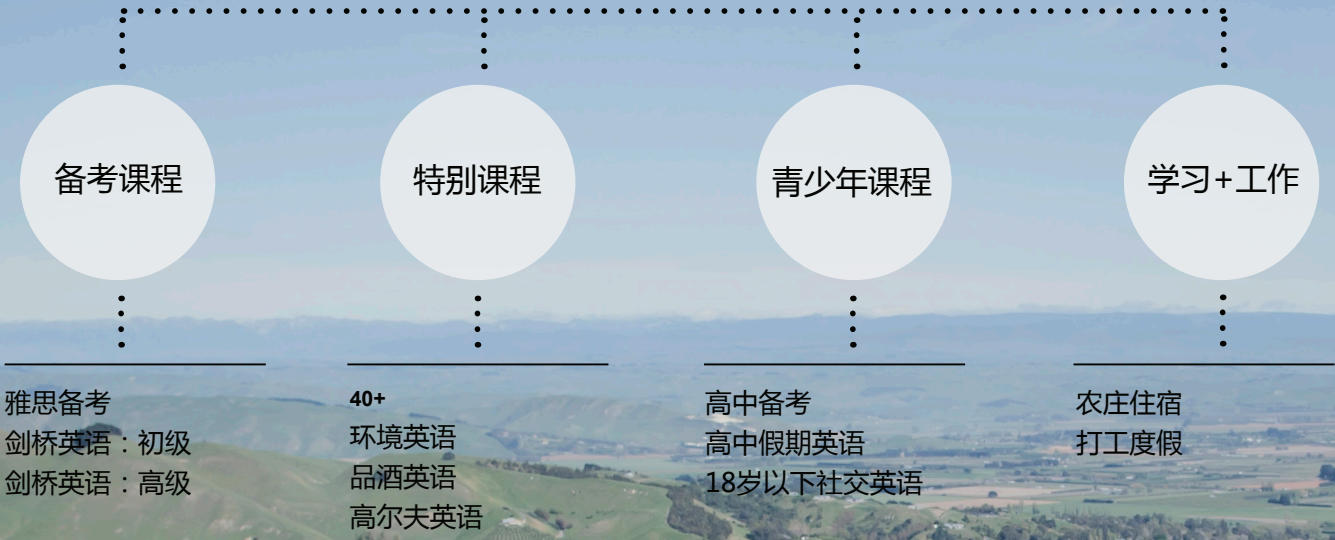 备考课程
特别课程
青少年课程
学习+工作
雅思备考
剑桥英语：初级
剑桥英语：高级
40+
环境英语
品酒英语
高尔夫英语
高中备考
高中假期英语
18岁以下社交英语
农庄住宿
打工度假